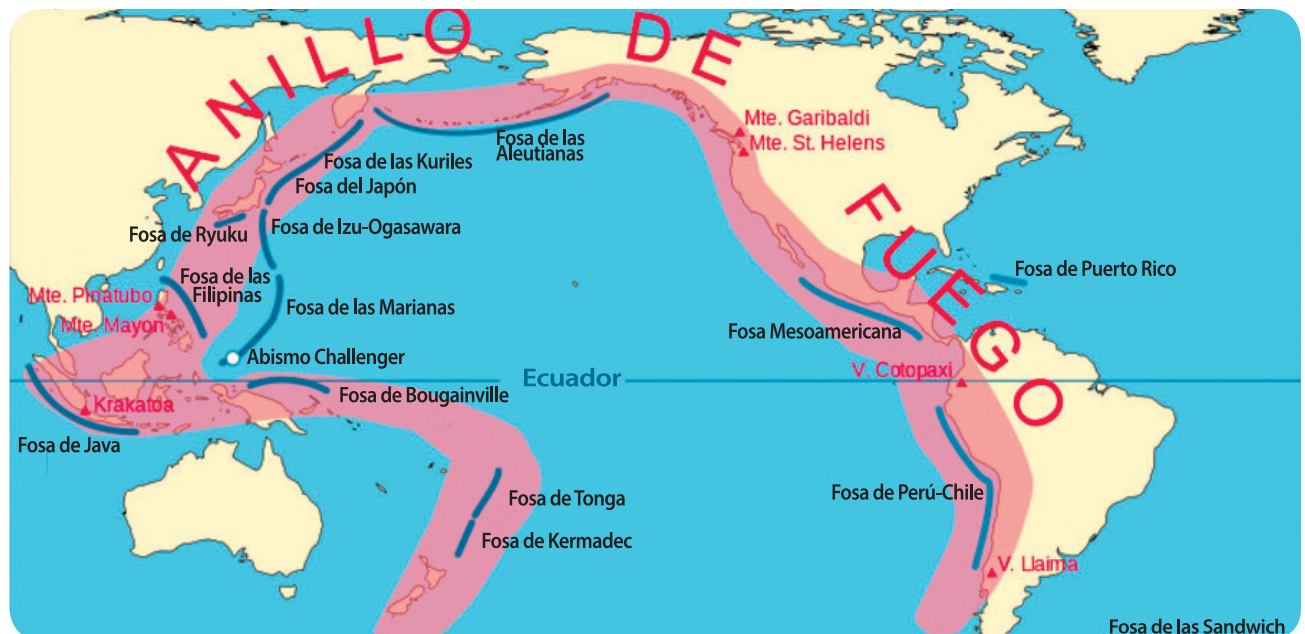 ANILLO DE FUEGO
Mte. Garibaldi
Mte. St. Helens
Fosa de las
Aleutianas
Fosa de las Kuriles
Fosa del Japón
Fosa de Izu-Ogasawara
Fosa de Ryuku
Fosa de las
Filipinas
Mte. Pinatubo
Mte. Mayon
Fosa de las Marianas
Abismo Challenger
Fosa de Puerto Rico
Fosa Mesoamericana
V. Cotopaxi
Ecuador
Fosa de Bougainville
Krakatoa
Fosa de Java
Fosa de Tonga
Fosa de Kermadec
Fosa de Perú-Chile
V. Llaima
Fosa de las Sandwich